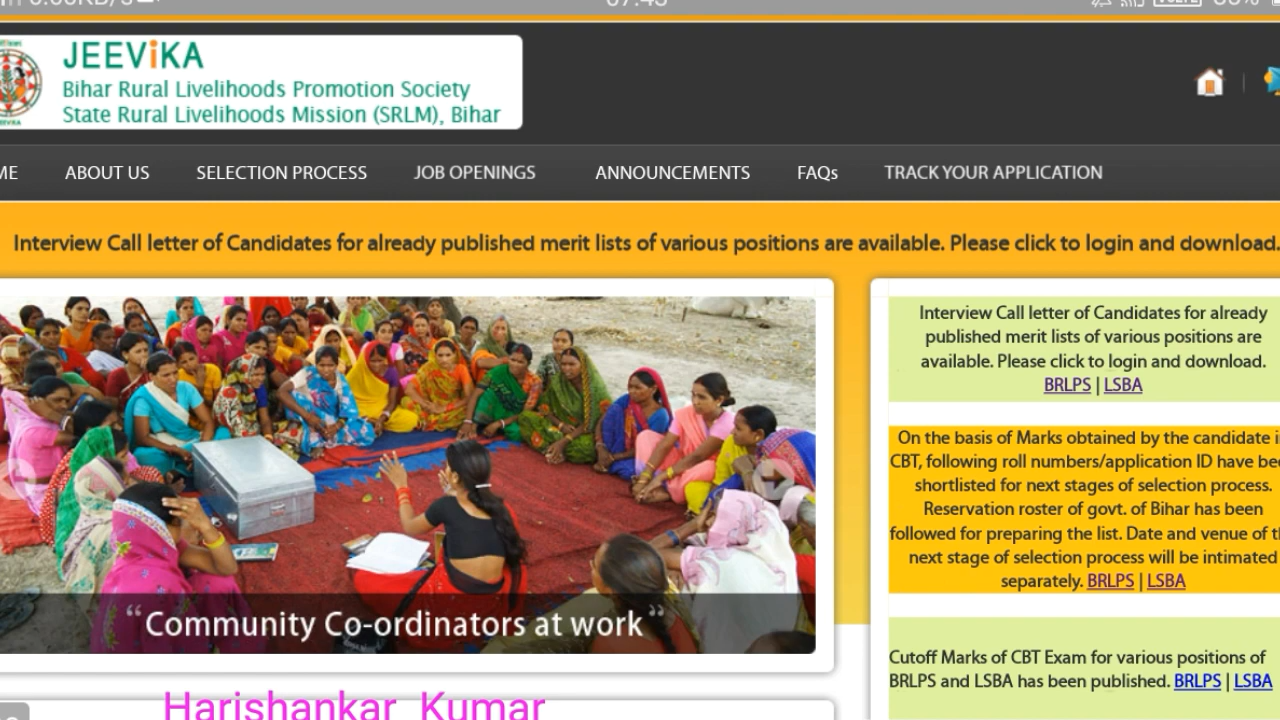 JEEViKA
Bihar Rural Livelihoods Promotion Society
State Rural Livelihoods Mission (SRLM), Bihar
ME ABOUT US SELECTION PROCESS JOB OPENINGS ANNOUNCEMENTS FAQs TRACK YOUR APPLICATION
Interview Call letter of Candidates for already published merit lists of various positions are available. Please click to login and download.
“Community Co-ordinators at work”
Harishankar Kumar
Interview Call letter of Candidates for already
published merit lists of various positions are
available. Please click to login and download.
BRLPS | LSBA
On the basis of Marks obtained by the candidate i
CBT, following roll numbers/application ID have bee
shortlisted for next stages of selection process.
Reservation roster of govt. of Bihar has been
followed for preparing the list. Date and venue of th
next stage of selection process will be intimated
separately. BRLPS | LSBA
Cutoff Marks of CBT Exam for various positions of
BRLPS and LSBA has been published. BRLPS | LSBA